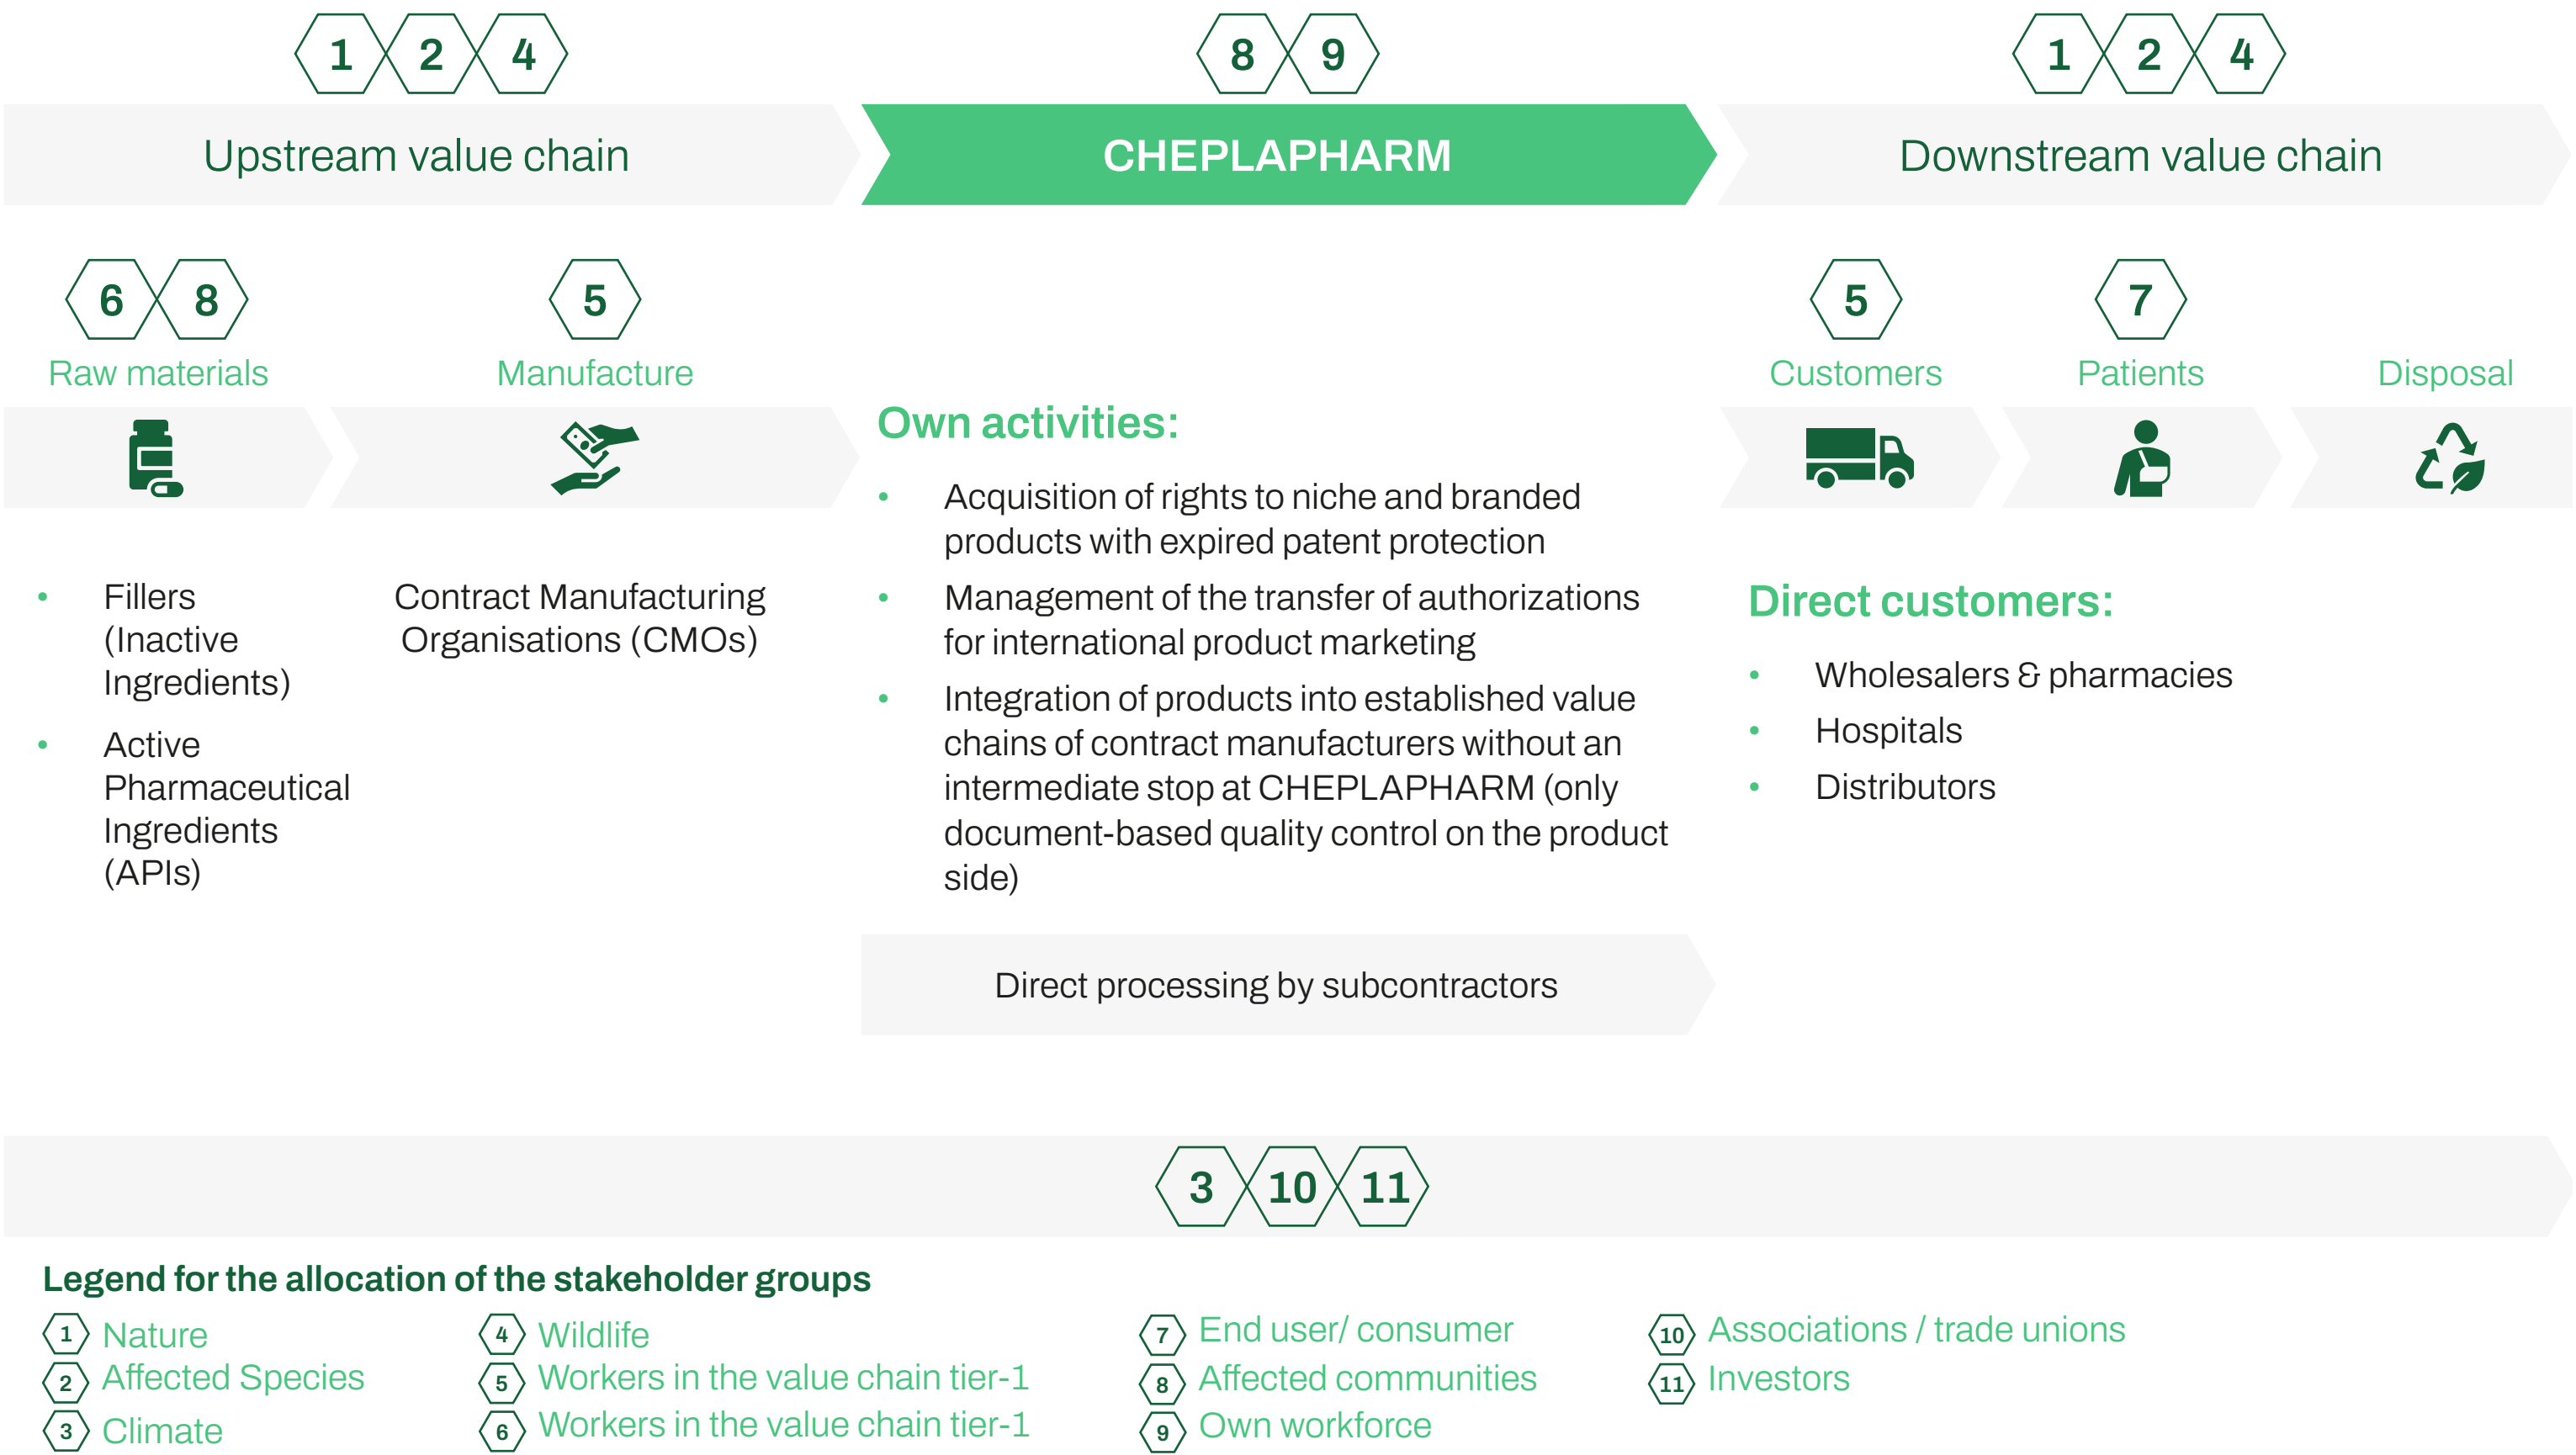 1 2 4
8 9
1 2 4
Upstream value chain
CHEPLAPHARM
Downstream value chain
6 8
5
5
7
Raw materials
Manufacture
Customers
Patients
Disposal
Fillers
(Inactive
Ingredients)
Active
Pharmaceutical
Ingredients
(APIs)
Contract Manufacturing
Organisations (CMOs)
Own activities:
Acquisition of rights to niche and branded
products with expired patent protection
Management of the transfer of authorizations
for international product marketing
Integration of products into established value
chains of contract manufacturers without an
intermediate stop at CHEPLAPHARM (only
document-based quality control on the product
side)
Direct processing by subcontractors
Direct customers:
Wholesalers & pharmacies
Hospitals
Distributors
3 10 11
Legend for the allocation of the stakeholder groups
1 Nature
2 Affected Species
3 Climate
4 Wildlife
5 Workers in the value chain tier-1
6 Workers in the value chain tier-1
7 End user/ consumer
8 Affected communities
9 Own workforce
10 Associations / trade unions
11 Investors